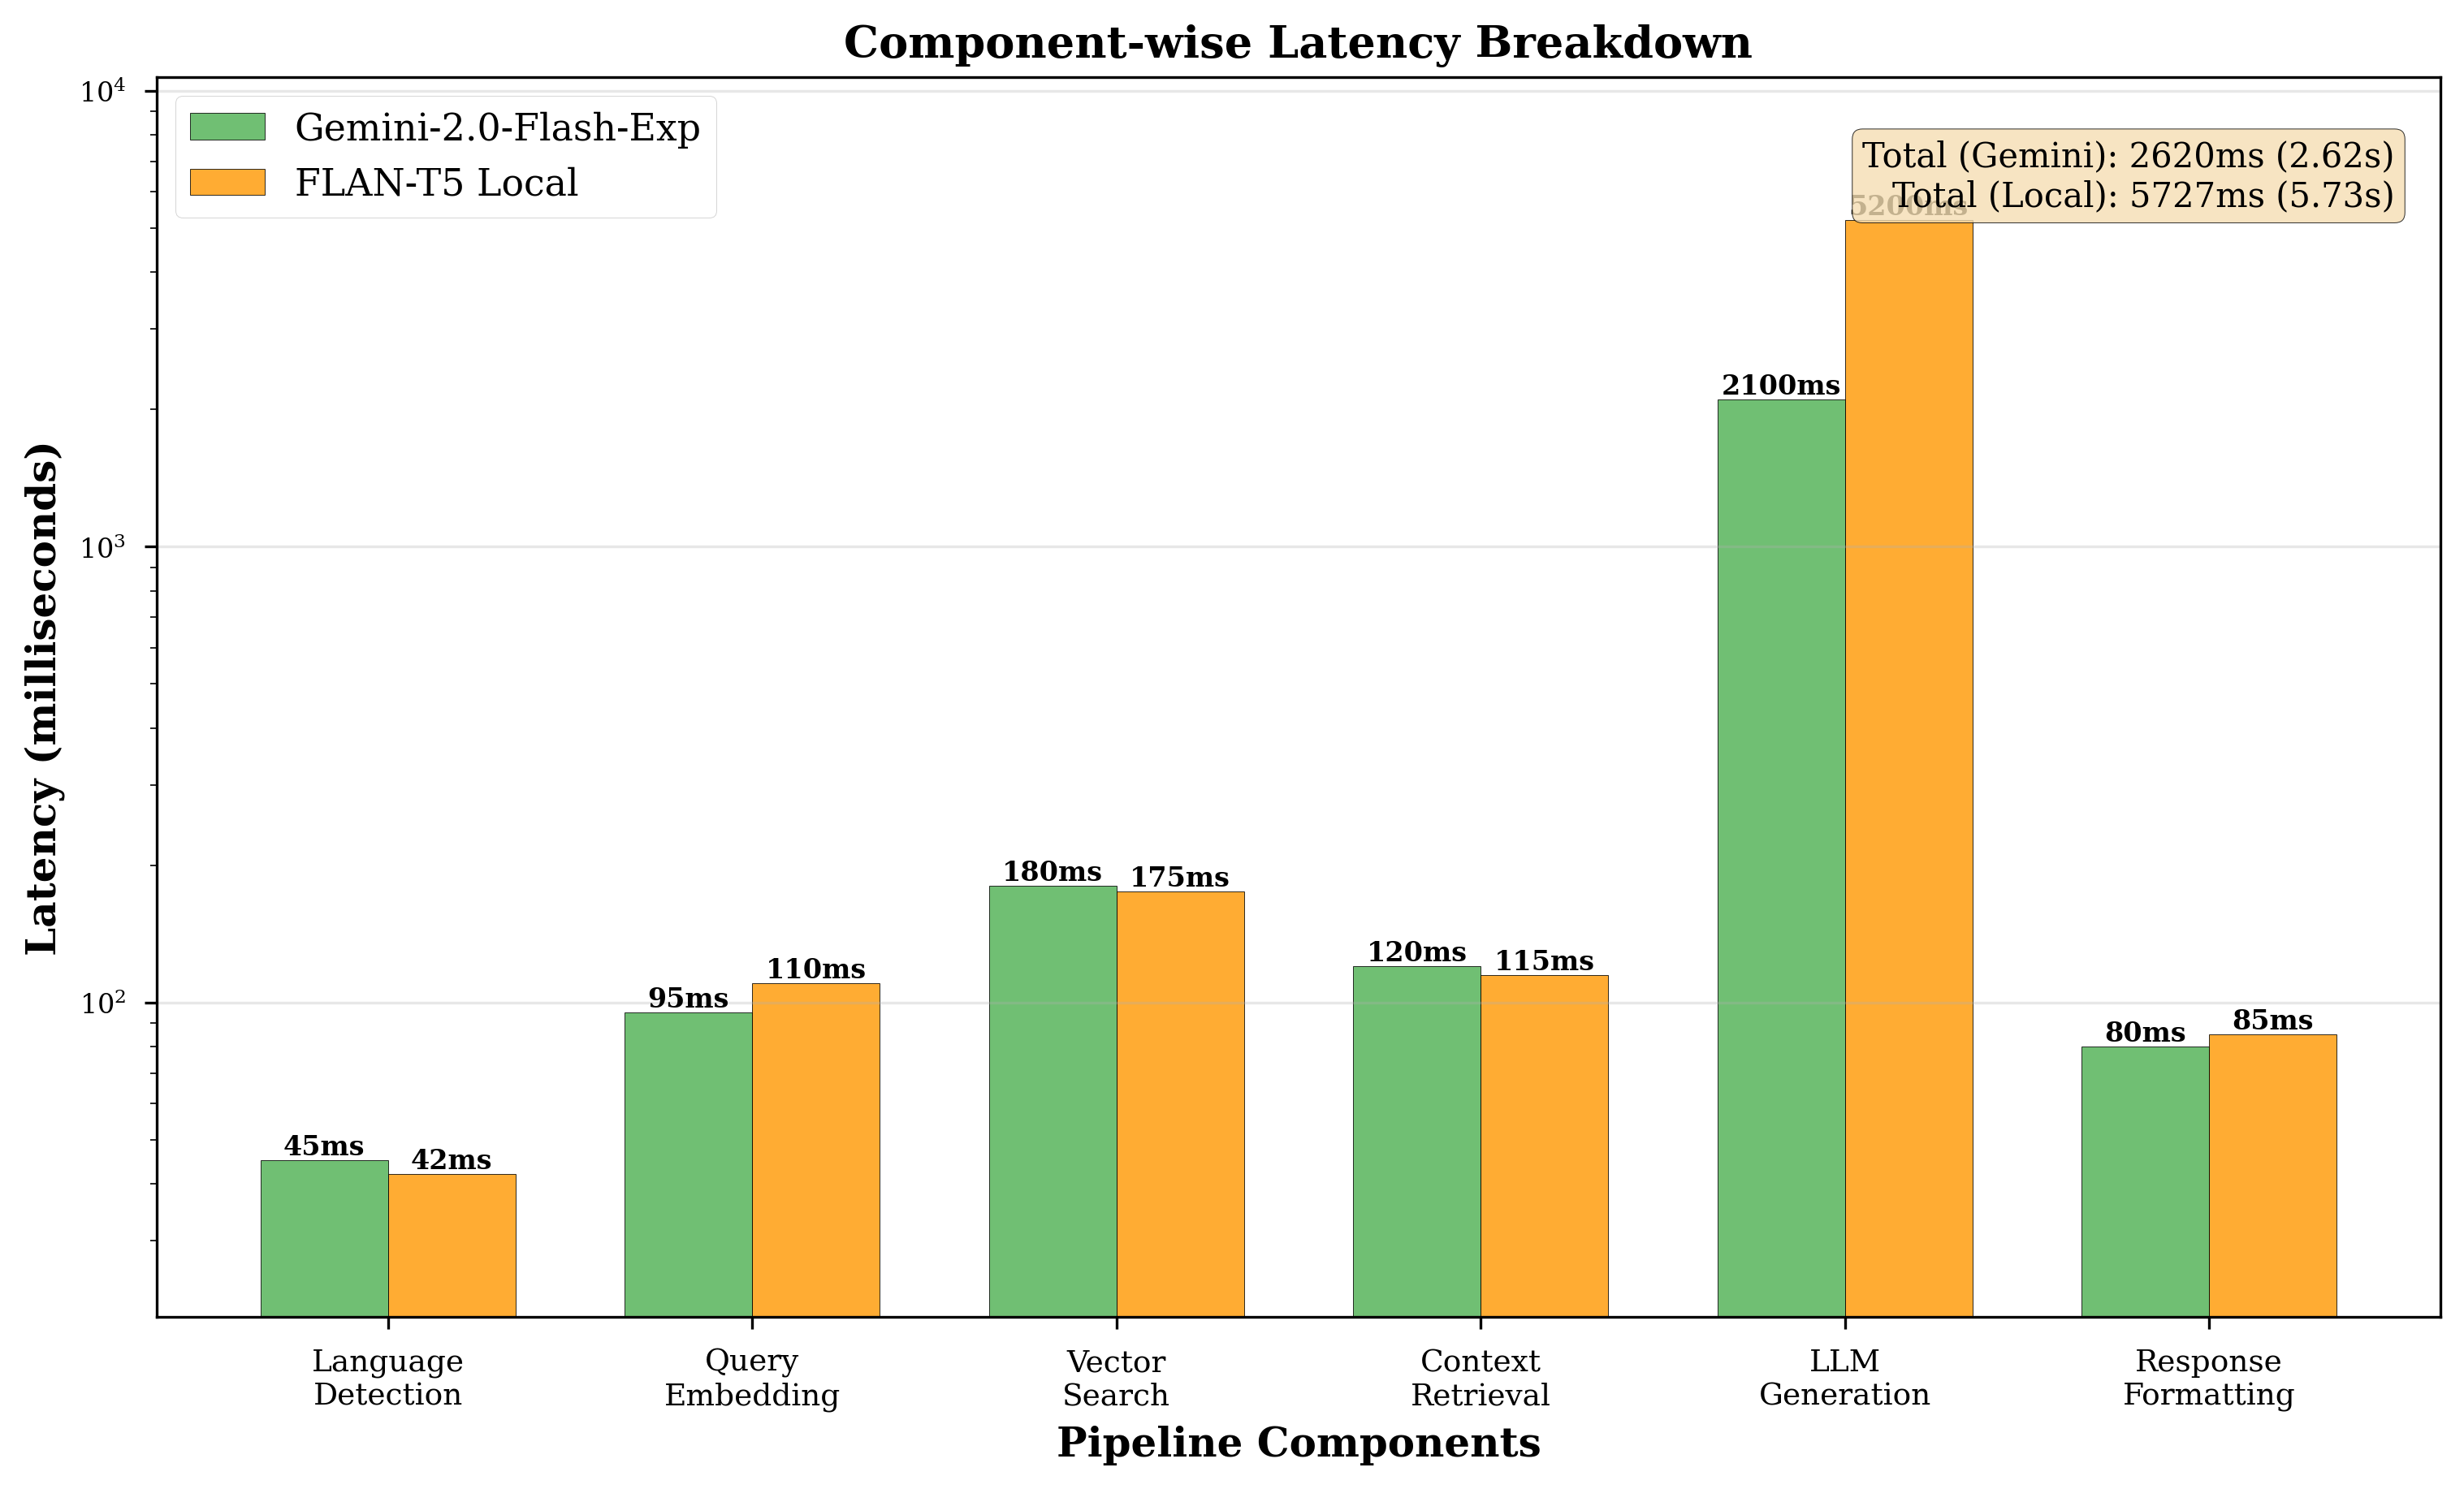 Component-wise Latency Breakdown
10⁴
10³
10²
Latency (milliseconds)
Gemini-2.0-Flash-Exp
FLAN-T5 Local
Total (Gemini): 2620ms (2.62s)
Total (Local): 5727ms (5.73s)
45ms
42ms
95ms
110ms
180ms
175ms
120ms
115ms
2100ms
5200ms
80ms
85ms
Language
Detection
Query
Embedding
Vector
Search
Context
Retrieval
LLM
Generation
Response
Formatting
Pipeline Components